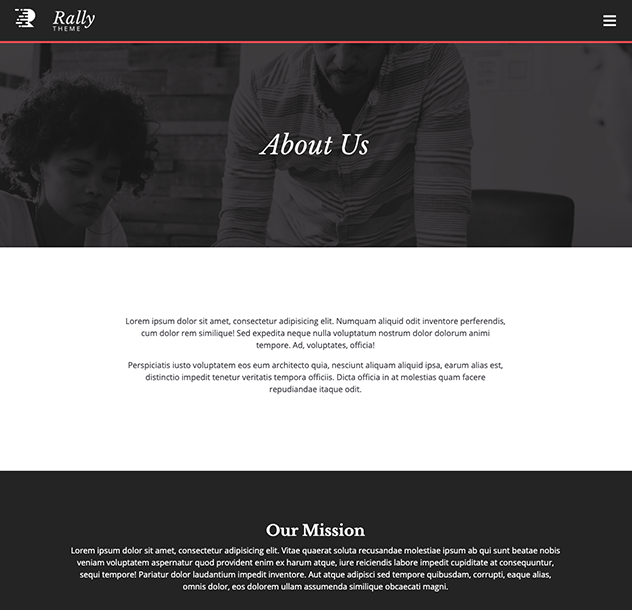 Rally
THEME
About Us
Lorem ipsum dolor sit amet, consectetur adipisicing elit. Numquam aliquid odit inventore perferendis,
cum dolor rem similique! Sed expedita neque nulla voluptatum nostrum dolor dolorum animi
tempore. Ad, voluptates, officia!
Perspiciatis iusto voluptatem eos eum architecto quia, nesciunt aliquam aliquid ipsa, earum alias est,
distinctio impedit tenetur veritatis tempora officiis. Dicta officia in at molestias quam facere
repudiandae itaque odit.
Our Mission
Lorem ipsum dolor sit amet, consectetur adipisicing elit. Vitae quaerat soluta recusandae molestiae ipsam ab qui sunt beatae nobis
veniam voluptatem aspernatur quod provident enim ex harum atque, iure reiciendis labore impedit cupiditate at consequuntur,
sequi tempore! Pariatur dolor laudantium impedit inventore. Aut atque adipisci sed tempore quibusdam, corrupti, eaque alias,
omnis dolor, eos dolorem ullam assumenda similique obcaecati magni.